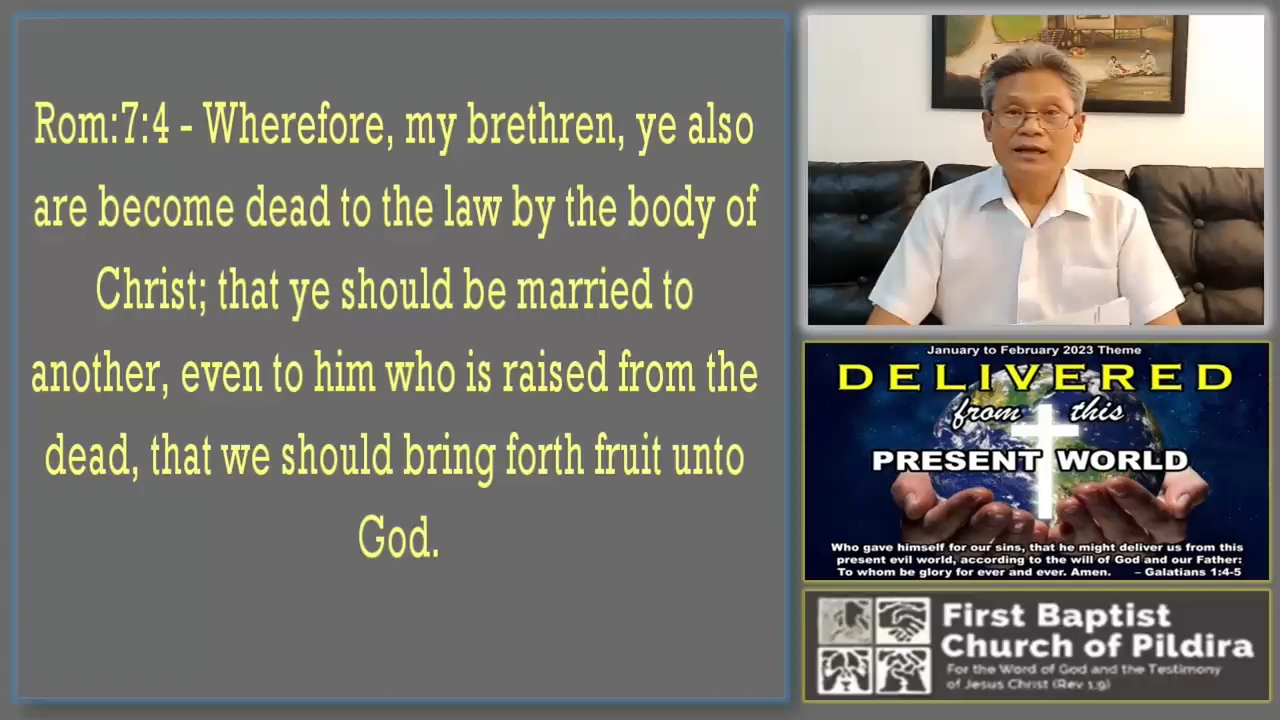 Rom:7:4 - Wherefore, my brethren, ye also
are become dead to the law by the body of
Christ; that ye should be married to
another, even to him who is raised from the
dead, that we should bring forth fruit unto
God.
January to February 2023 Theme
DELIVERED
from this
PRESENT WORLD
Who gave himself for our sins, that he might deliver us from this
present evil world, according to the will of God and our Father:
To whom be glory for ever and ever. Amen. – Galatians 1:4-5
First Baptist
Church of Pildira
For the Word of God and the Testimony
of Jesus Christ (Rev 1:9)